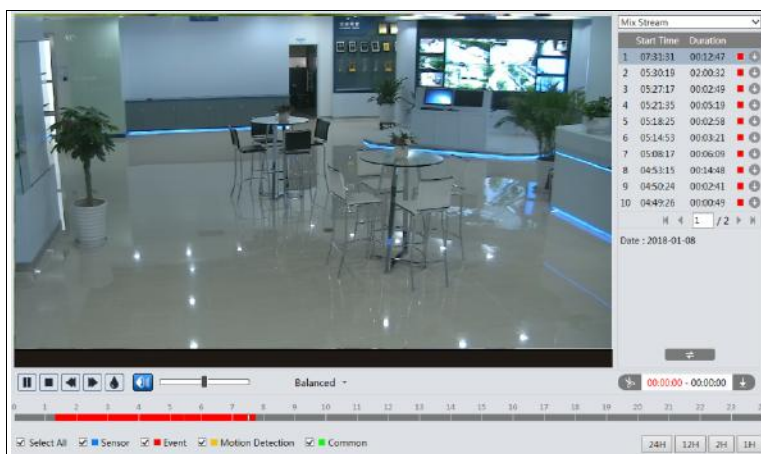 Mix Stream
Start Time Duration
1 07:31:31 00:12:47
2 05:30:19 02:00:32
3 05:27:17 00:02:49
4 05:21:35 00:05:19
5 05:18:25 00:02:58
6 05:14:53 00:03:21
7 05:08:17 00:06:09
8 04:53:15 00:14:48
9 04:50:24 00:02:41
10 04:49:26 00:00:49
1 / 2
Date : 2018-01-08
Balanced
00:00:00 - 00:00:00
0 1 2 3 4 5 6 7 8 9 10 11 12 13 14 15 16 17 18 19 20 21 22 23
Select All Sensor Event Motion Detection Common
24H 12H 2H 1H